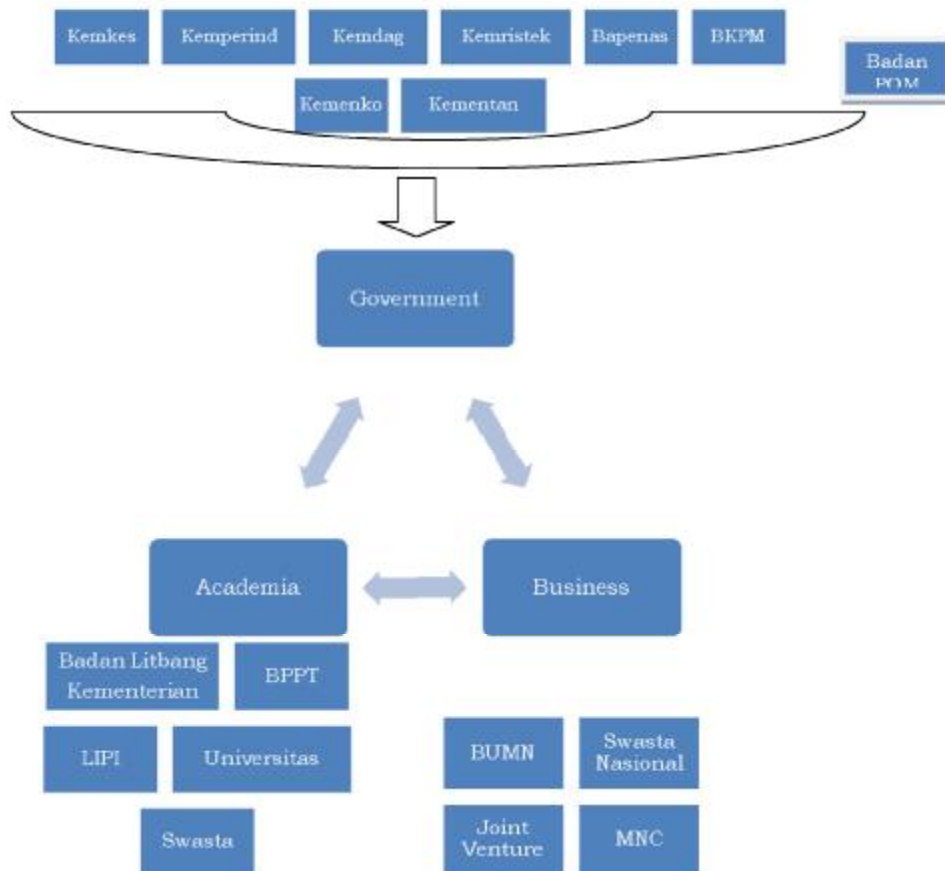 Kemkes
Kemperind
Kemdag
Kemristek
Bapenas
BKPM
Badan
POM
Kemenko
Kementan
Government
Academia
Business
Badan Litbang
Kementerian
BPPT
LIPI
Universitas
Swasta
BUMN
Swasta
Nasional
Joint
Venture
MNC